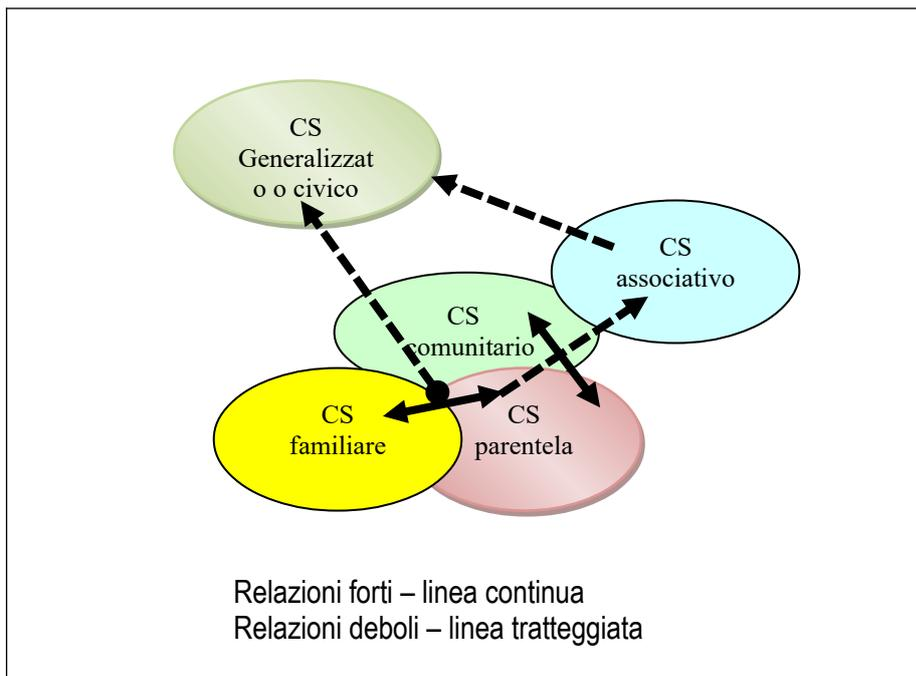 CS
Generalizzat
o o civico
CS
associativo
CS
comunitario
CS
familiare
CS
parentela
Relazioni forti – linea continua
Relazioni deboli – linea tratteggiata